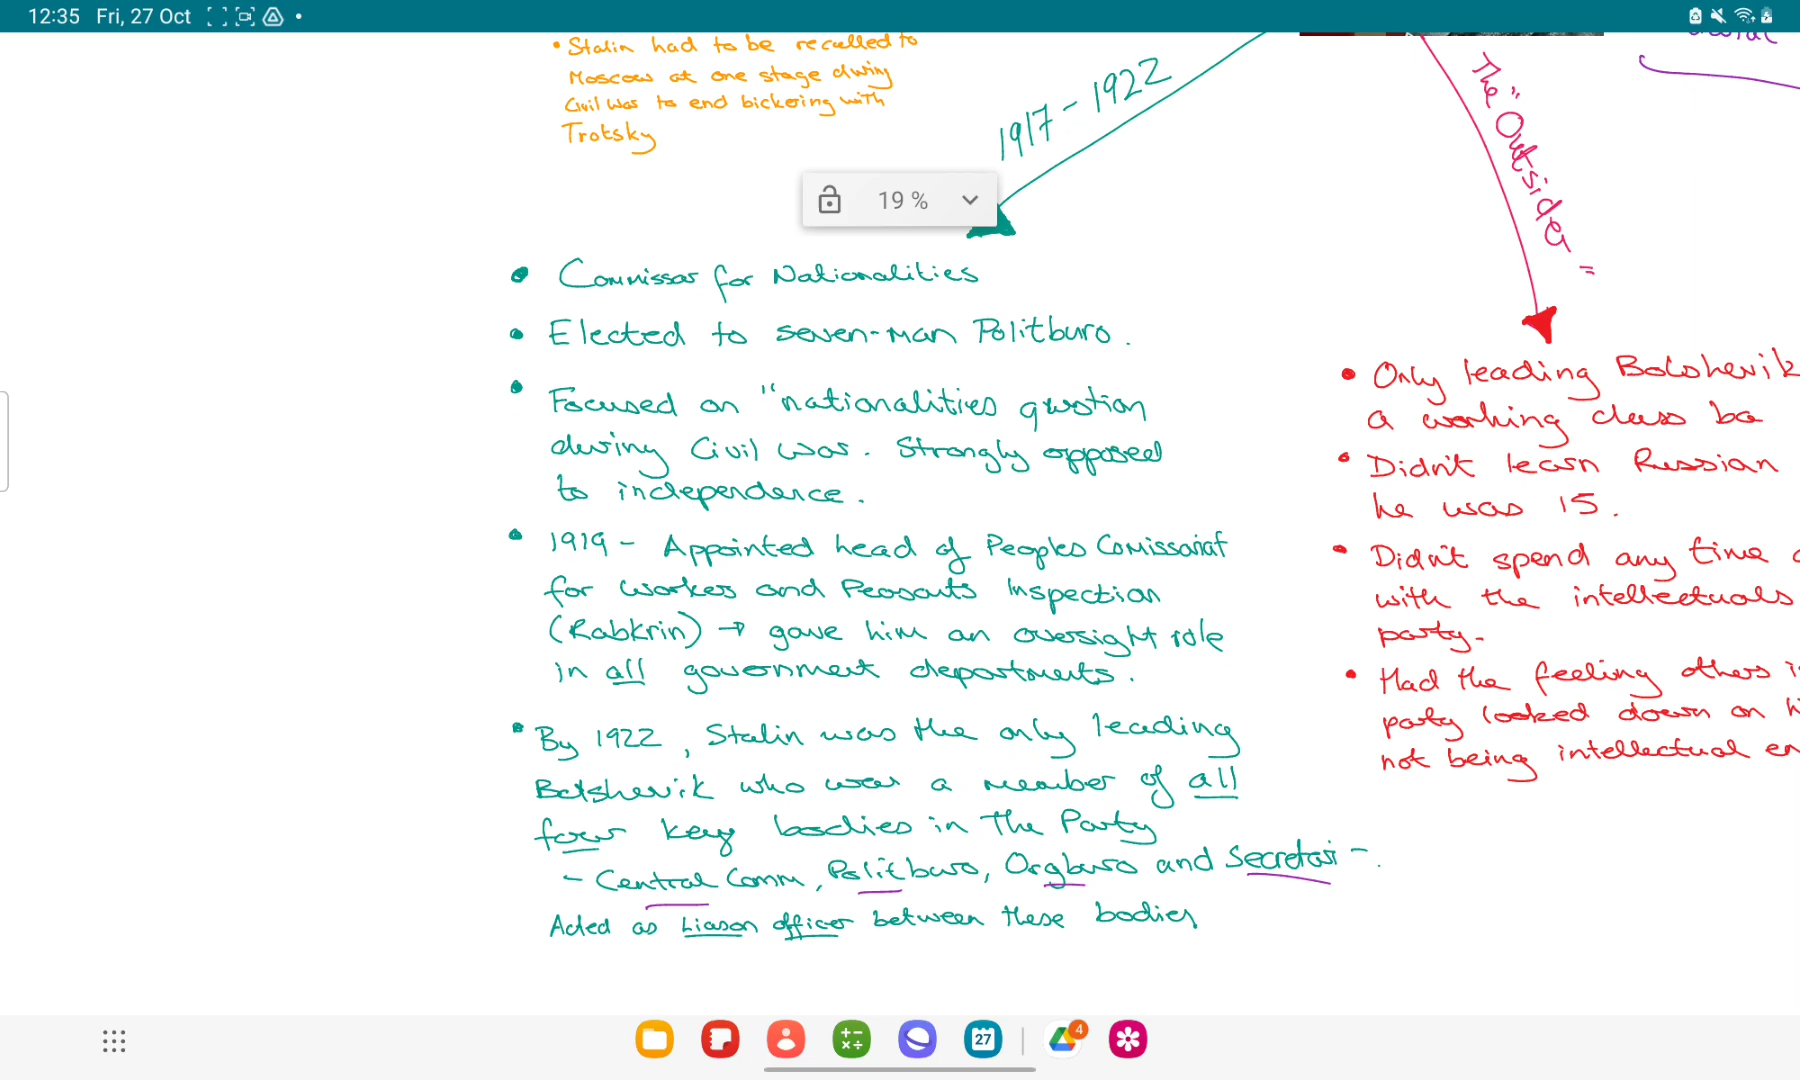 12:35 Fri, 27 Oct
• Stalin had to be recalled to
Moscow at one stage during
Civil War to end bickering with
Trotsky
1917 - 1922
The "Outsider"
19 %
• Commissar for Nationalities
• Elected to seven-man Politburo.
• Focused on "nationalities question
during Civil war. Strongly opposed
to independence.
• 1919 - Appointed head of Peoples Comissariat
for workers and Peasants Inspection
(Rabkrin) → gave him an oversight role
in all government departments.
• By 1922, Stalin was the only leading
Bolshevik who was a member of all
four key bodies in the Party
- Central Comm, Politburo, Orgburo and Secretari -.
Acted as Liason officer between these bodies
• Only leading Bolshevik
a working class ba
• Didn't learn Russian
he was 15.
• Didn't spend any time
with the intellectuals
party.
• Had the feeling others i
party looked down on h
not being intellectual en
27
4